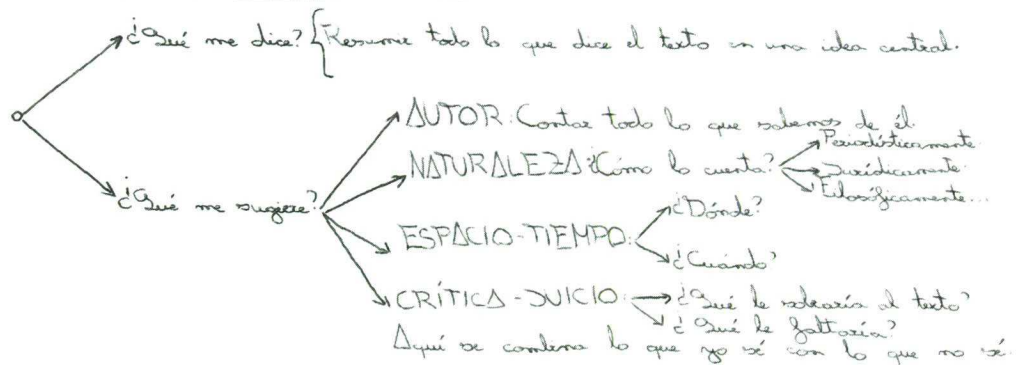 ¿Qué me dice? { Resumir todo lo que dice el texto en una idea central.
AUTOR: Contar todo lo que sabemos de él.
NATURALEZA: ¿Cómo lo cuenta?
Periodísticamente.
Jurídicamente.
Filosóficamente...
¿Qué me sugiere?
ESPACIO-TIEMPO:
¿Dónde?
¿Cuándo?
CRÍTICA-JUICIO:
¿Qué le sobraría al texto?
¿Qué le faltaría?
Aquí se combina lo que yo sé con lo que no sé.